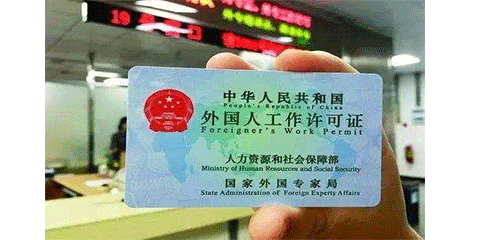 中华人民共和国
People's Republic of China
外国人工作许可证
Foreigner's Work Permit
人力资源和社会保障部
Ministry of Human Resources and Social Security
国家外国专家局
State Administration of Foreign Experts Affairs